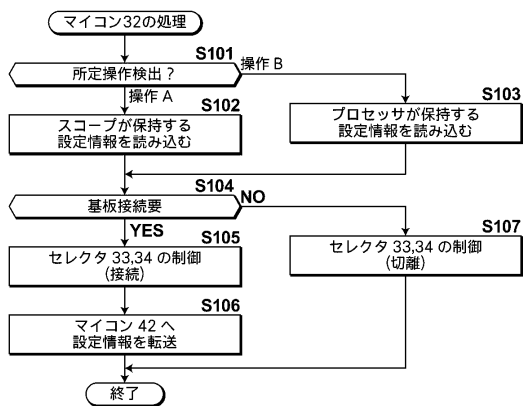 マイコン32の処理
S101
所定操作検出？
操作 B
操作 A
S102
スコープが保持する
設定情報を読み込む
S103
プロセッサが保持する
設定情報を読み込む
S104
基板接続要
NO
YES
S105
セレクタ 33,34 の制御
(接続)
S107
セレクタ 33,34 の制御
(切離)
S106
マイコン 42 へ
設定情報を転送
終了